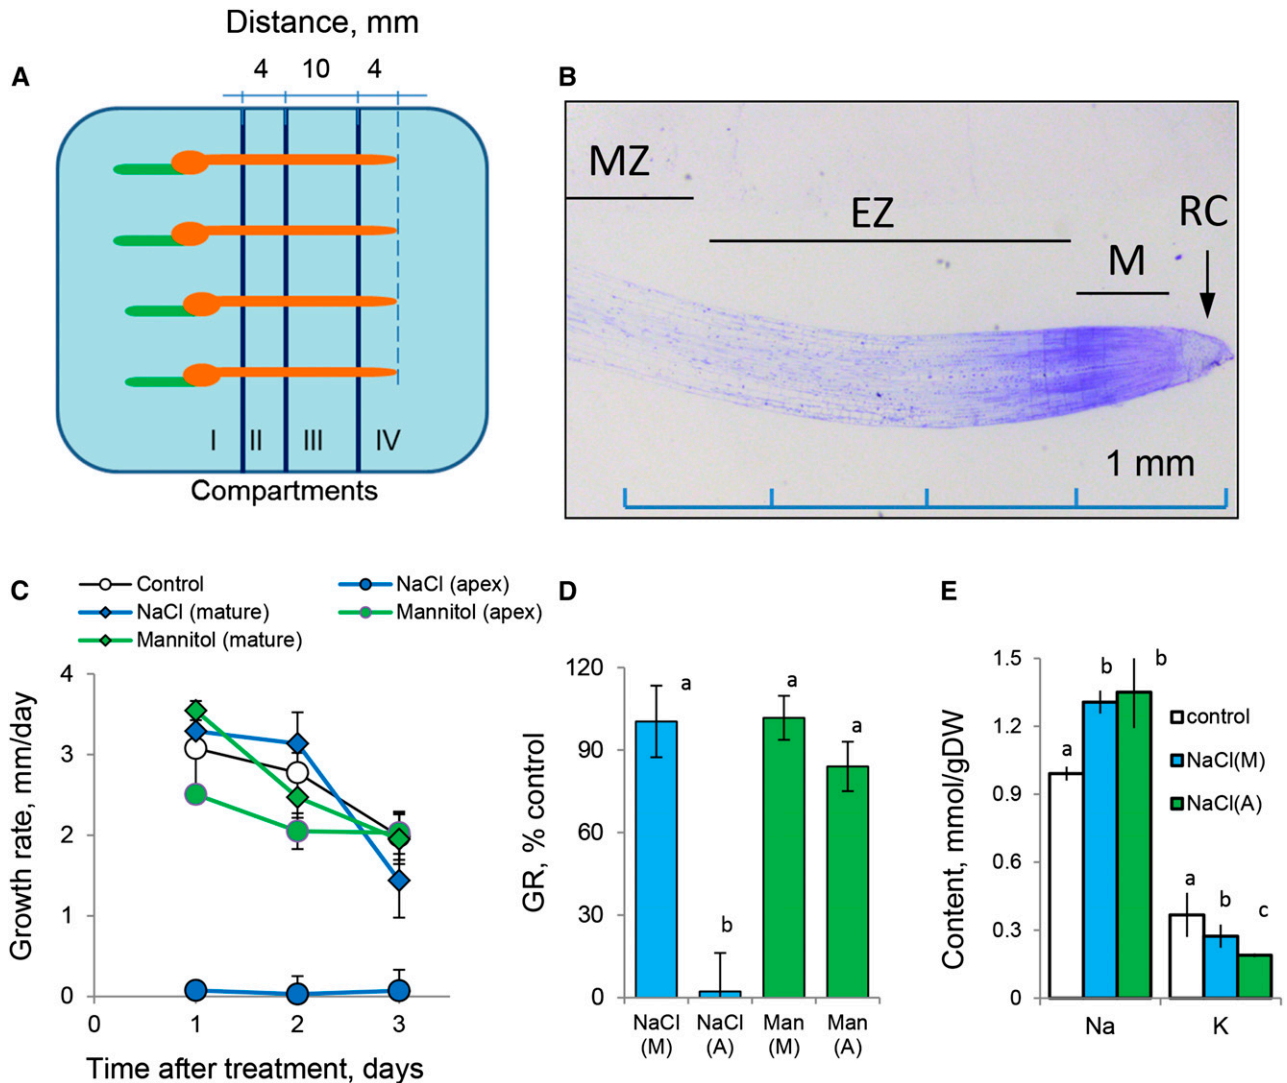 Distance, mm
4 10 4
A
I II III IV
Compartments
B
MZ
EZ
RC
M
1 mm
C
Control
NaCl (apex)
NaCl (mature)
Mannitol (apex)
Mannitol (mature)
Growth rate, mm/day
4
3
2
1
0
0 1 2 3
Time after treatment, days
D
GR, % control
120
90
60
30
0
a
b
a
a
NaCl (M)
NaCl (A)
Man (M)
Man (A)
E
Content, mmol/gDW
1.5
1.2
0.9
0.6
0.3
0
a
b
b
a
b
c
control
NaCl(M)
NaCl(A)
Na K